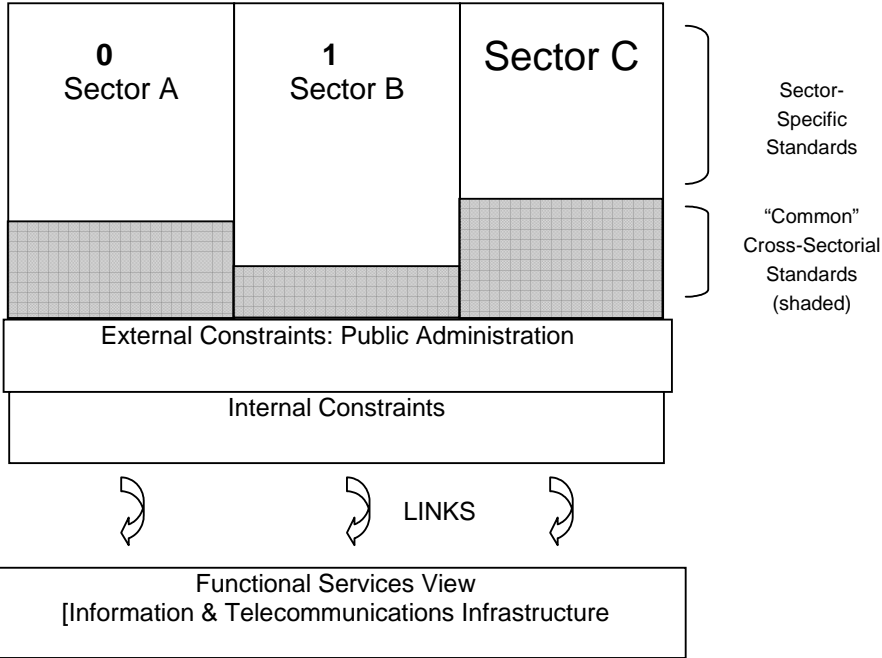 0
Sector A
1
Sector B
Sector C
Sector-
Specific
Standards
“Common”
Cross-Sectorial
Standards
(shaded)
External Constraints: Public Administration
Internal Constraints
LINKS
Functional Services View
[Information & Telecommunications Infrastructure